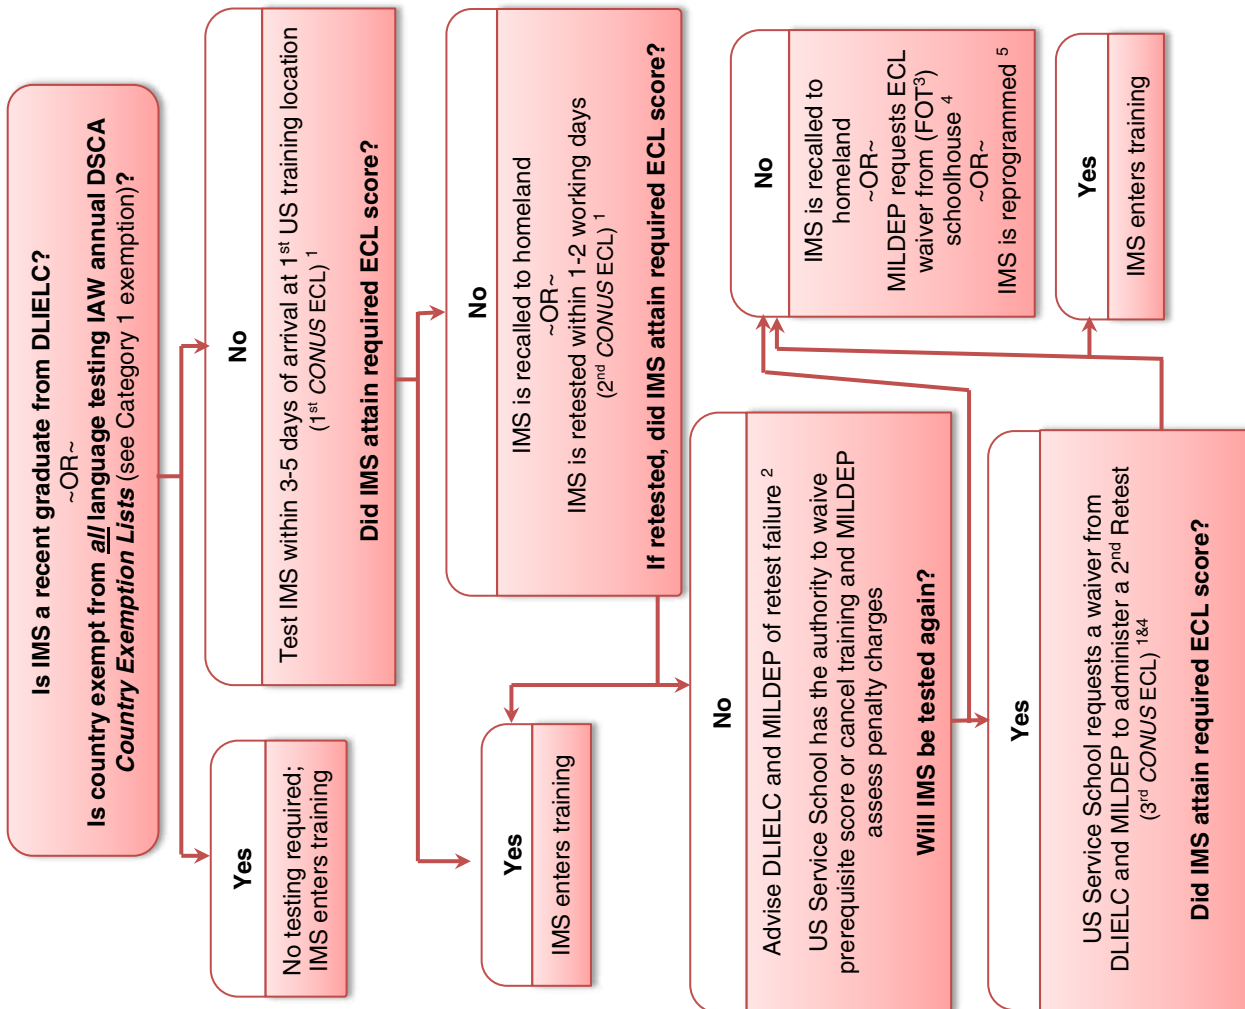 Is IMS a recent graduate from DLIELC?
~OR~
Is country exempt from all language testing IAW annual DSCA
Country Exemption Lists (see Category 1 exemption)?
Yes
No testing required;
IMS enters training
No
Test IMS within 3-5 days of arrival at 1st US training location
(1st CONUS ECL) 1
Did IMS attain required ECL score?
Yes
IMS enters training
No
IMS is recalled to homeland
~OR~
IMS is retested within 1-2 working days
(2nd CONUS ECL) 1
If retested, did IMS attain required ECL score?
No
Advise DLIELC and MILDEP of retest failure 2
US Service School has the authority to waive
prerequisite score or cancel training and MILDEP
assess penalty charges
Will IMS be tested again?
No
IMS is recalled to
homeland
~OR~
MILDEP requests ECL
waiver from (FOT3)
schoolhouse 4
~OR~
IMS is reprogrammed 5
Yes
US Service School requests a waiver from
DLIELC and MILDEP to administer a 2nd Retest
(3rd CONUS ECL) 1&4
Did IMS attain required ECL score?
Yes
IMS enters training